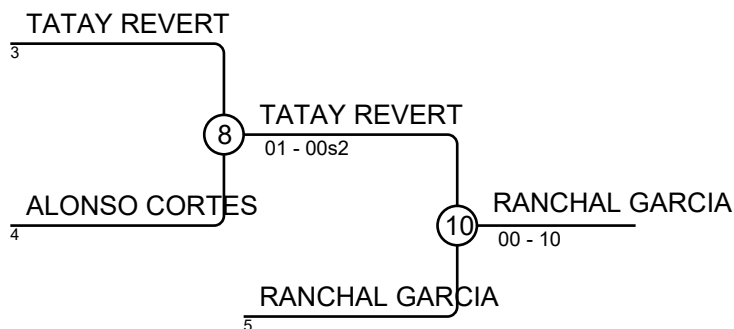 TATAY REVERT
3
8
TATAY REVERT
01 - 00s2
ALONSO CORTES
4
10
RANCHAL GARCIA
00 - 10
RANCHAL GARCIA
5